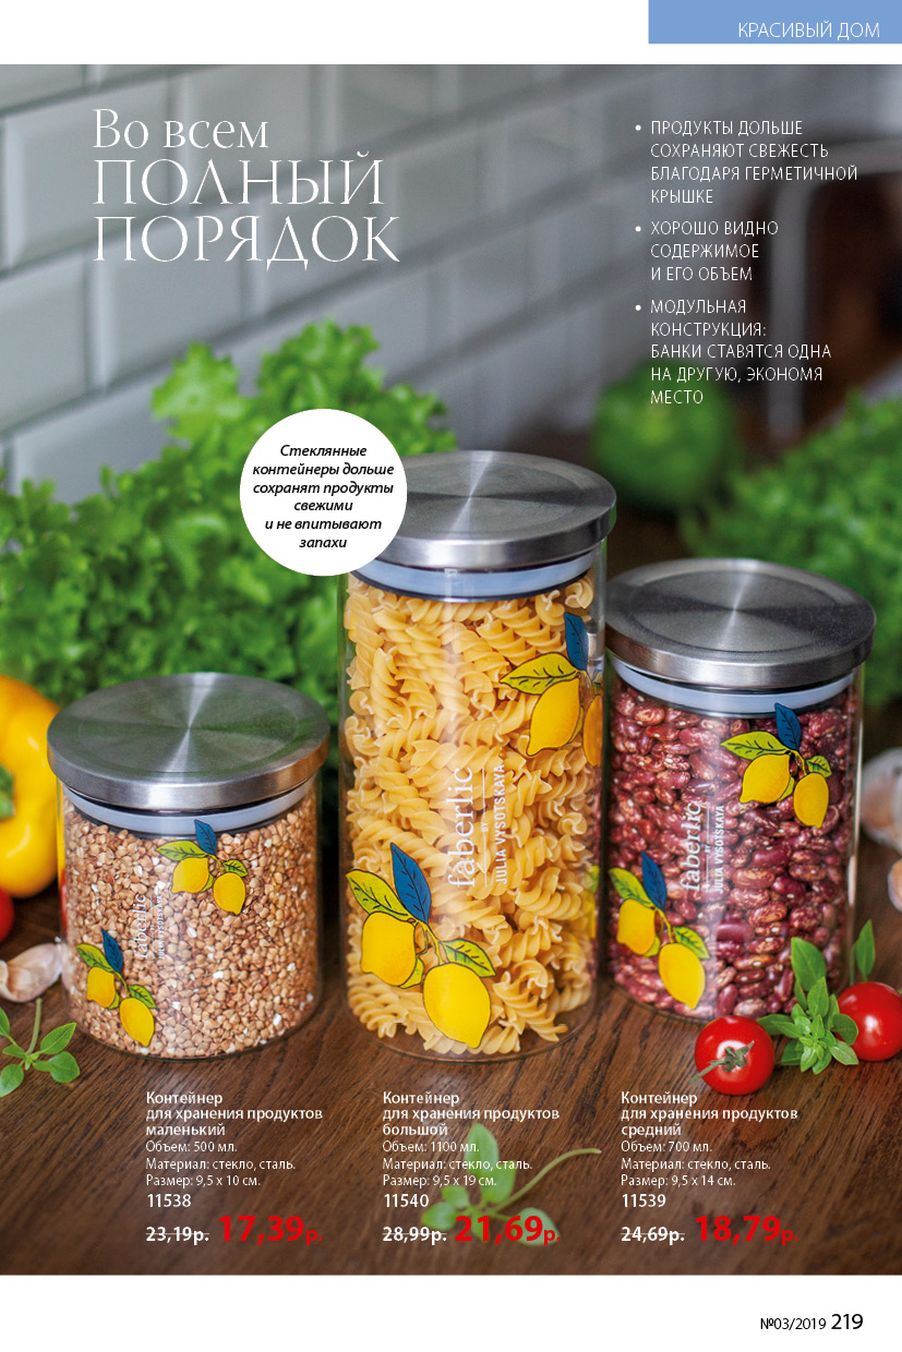 КРАСИВЫЙ ДОМ
Во всем
ПОЛНЫЙ
ПОРЯДОК
• ПРОДУКТЫ ДОЛЬШЕ
СОХРАНЯЮТ СВЕЖЕСТЬ
БЛАГОДАРЯ ГЕРМЕТИЧНОЙ
КРЫШКЕ
• ХОРОШО ВИДНО
СОДЕРЖИМОЕ
И ЕГО ОБЪЕМ
• МОДУЛЬНАЯ
КОНСТРУКЦИЯ:
БАНКИ СТАВЯТСЯ ОДНА
НА ДРУГУЮ, ЭКОНОМЯ
МЕСТО
Стеклянные
контейнеры дольше
сохранят продукты
свежими
и не впитывают
запахи
faberlic
faberlic
BY
JULIA VYSOTSKAYA
faberlic
BY
JULIA VYSOTSKAYA
Контейнер
для хранения продуктов
маленький
Объем: 500 мл.
Материал: стекло, сталь.
Размер: 9,5 х 10 см.
11538
23,19р. 17,39р.
Контейнер
для хранения продуктов
большой
Объем: 1100 мл.
Материал: стекло, сталь.
Размер: 9,5 х 19 см.
11540
28,99р. 21,69р.
Контейнер
для хранения продуктов
средний
Объем: 700 мл.
Материал: стекло, сталь.
Размер: 9,5 х 14 см.
11539
24,69р. 18,79р.
№03/2019 219